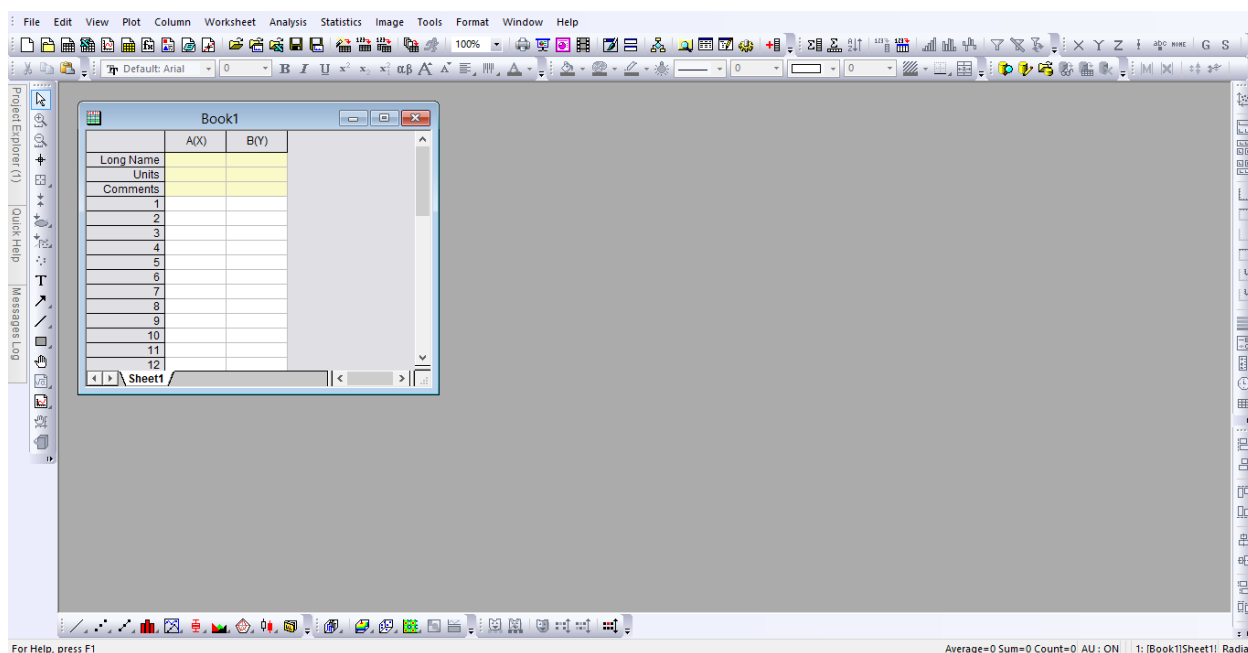 File Edit View Plot Column Worksheet Analysis Statistics Image Tools Format Window Help
100%
X Y Z
G S
Default: Arial 0 B I U αβ A A A 0 0
Project Explorer (1)
Quick Help
Messages Log
T
Book1
A(X) B(Y)
Long Name
Units
Comments
1
2
3
4
5
6
7
8
9
10
11
12
Sheet1
For Help, press F1
Average=0 Sum=0 Count=0 AU : ON 1: [Book1]Sheet1! Radia